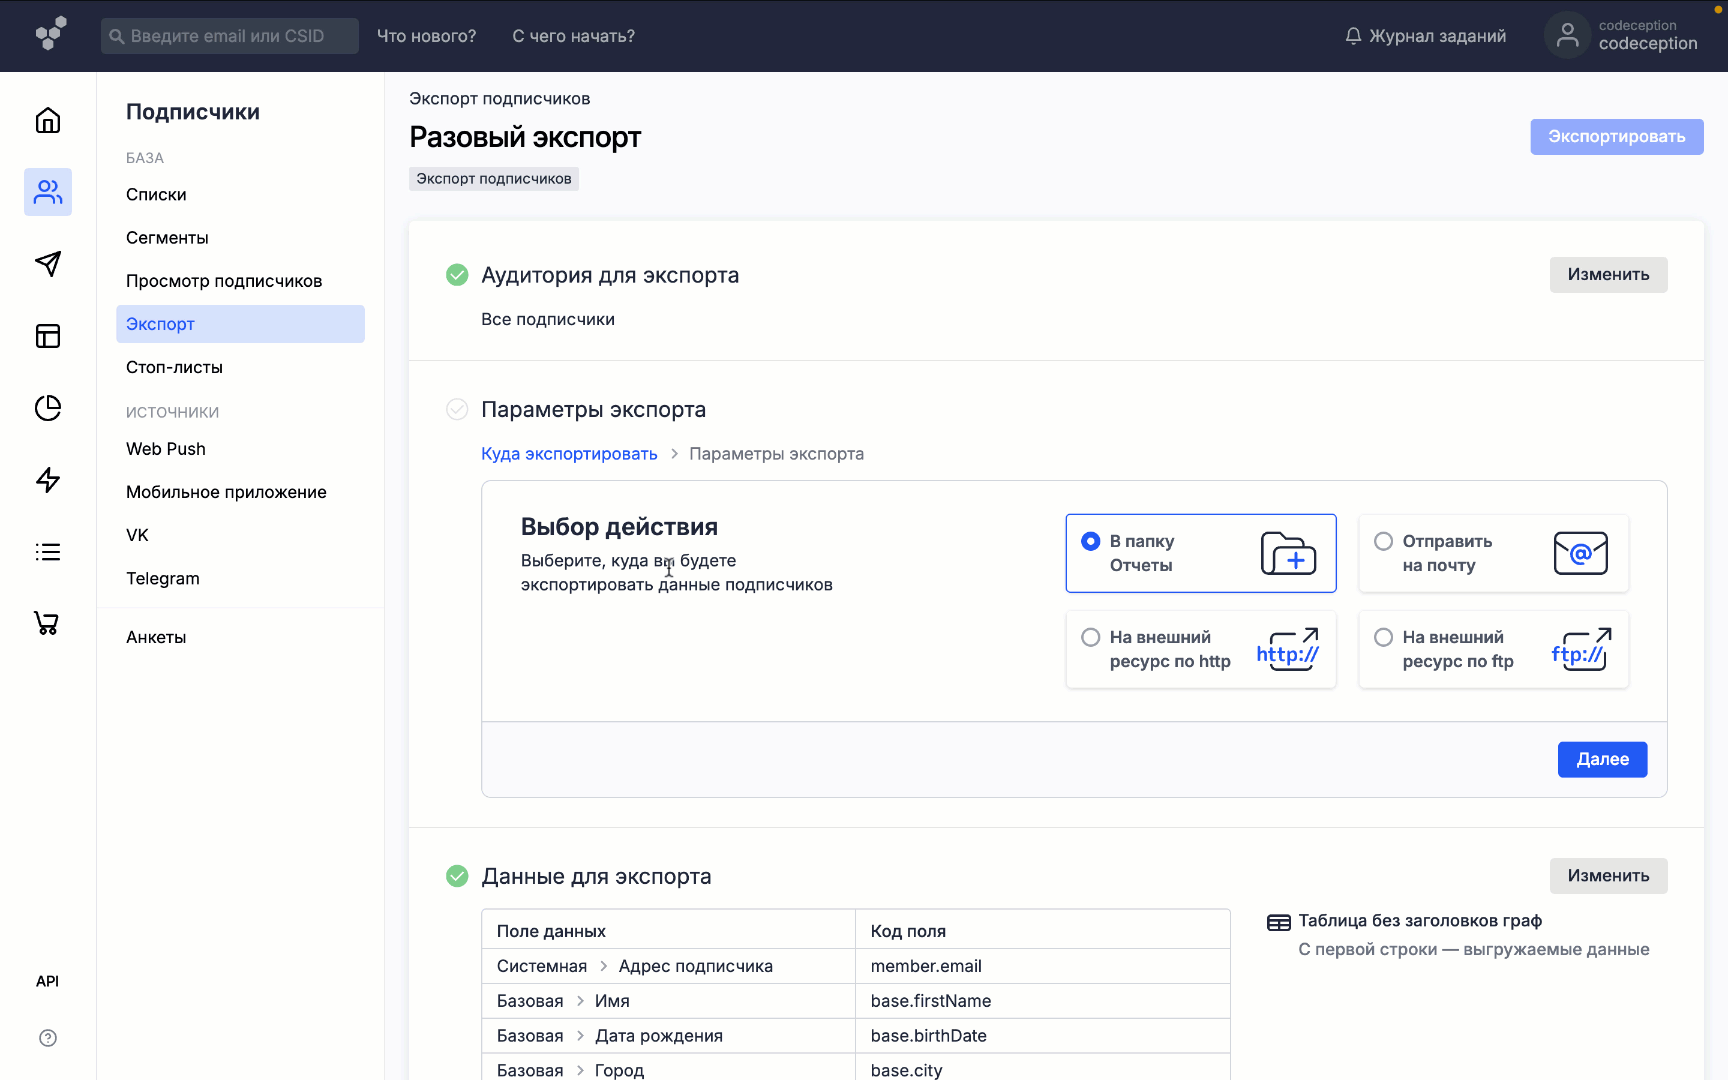 Введите email или CSID
Что нового?
С чего начать?
Журнал заданий
codeception
codeception
Подписчики
БАЗА
Списки
Сегменты
Просмотр подписчиков
Экспорт
Стоп-листы
ИСТОЧНИКИ
Web Push
Мобильное приложение
VK
Telegram
Анкеты
API
Экспорт подписчиков
Разовый экспорт
Экспортировать
Экспорт подписчиков
Аудитория для экспорта
Изменить
Все подписчики
Параметры экспорта
Куда экспортировать > Параметры экспорта
Выбор действия
Выберите, куда вы будете
экспортировать данные подписчиков
В папку
Отчеты
Отправить
на почту
@
На внешний
ресурс по http
http://
На внешний
ресурс по ftp
ftp://
Далее
Данные для экспорта
Изменить
Поле данных
Код поля
Системная > Адрес подписчика
member.email
Базовая > Имя
base.firstName
Базовая > Дата рождения
base.birthDate
Базовая > Город
base.city
Таблица без заголовков граф
С первой строки — выгружаемые данные